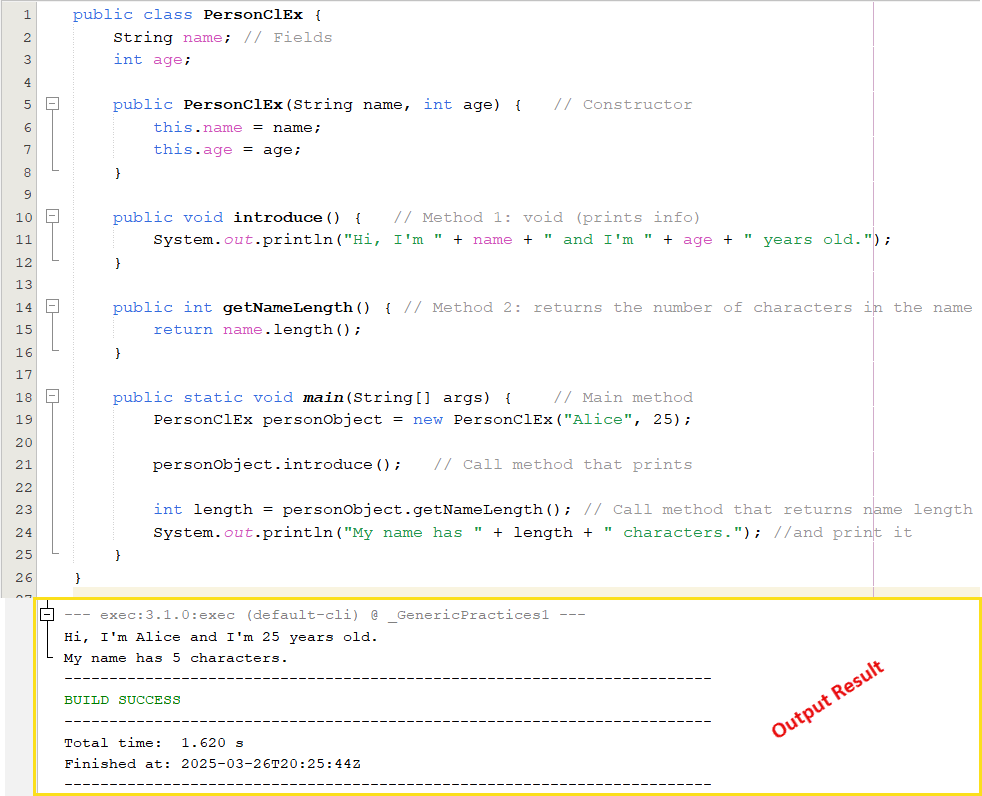 1 public class PersonClEx {
2 String name; // Fields
3 int age;
4
5 public PersonClEx(String name, int age) { // Constructor
6 this.name = name;
7 this.age = age;
8 }
9
10 public void introduce() { // Method 1: void (prints info)
11 System.out.println("Hi, I'm " + name + " and I'm " + age + " years old.");
12 }
13
14 public int getNameLength() { // Method 2: returns the number of characters in the name
15 return name.length();
16 }
17
18 public static void main(String[] args) { // Main method
19 PersonClEx personObject = new PersonClEx("Alice", 25);
20
21 personObject.introduce(); // Call method that prints
22
23 int length = personObject.getNameLength(); // Call method that returns name length
24 System.out.println("My name has " + length + " characters."); //and print it
25 }
26 }
--- exec:3.1.0:exec (default-cli) @ _GenericPractices1 ---
Hi, I'm Alice and I'm 25 years old.
My name has 5 characters.
------------------------------------------------------------------------
BUILD SUCCESS
------------------------------------------------------------------------
Total time: 1.620 s
Finished at: 2025-03-26T20:25:44Z
------------------------------------------------------------------------
Output Result